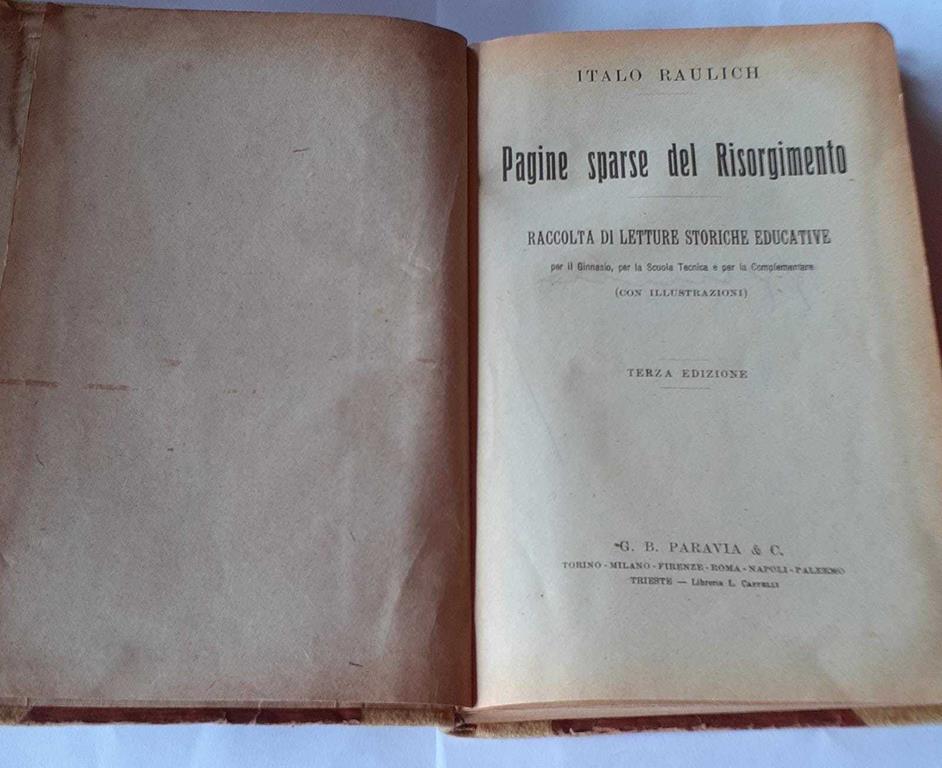 ITALO RAULICH
Pagine sparse del Risorgimento
RACCOLTA DI LETTURE STORICHE EDUCATIVE
per il Ginnasio, per la Scuola Tecnica e per la Complementare
(CON ILLUSTRAZIONI)
TERZA EDIZIONE
G. B. PARAVIA & C.
TORINO - MILANO - FIRENZE - ROMA - NAPOLI - PALERMO
TRIESTE — Libreria L. CAPPELLI